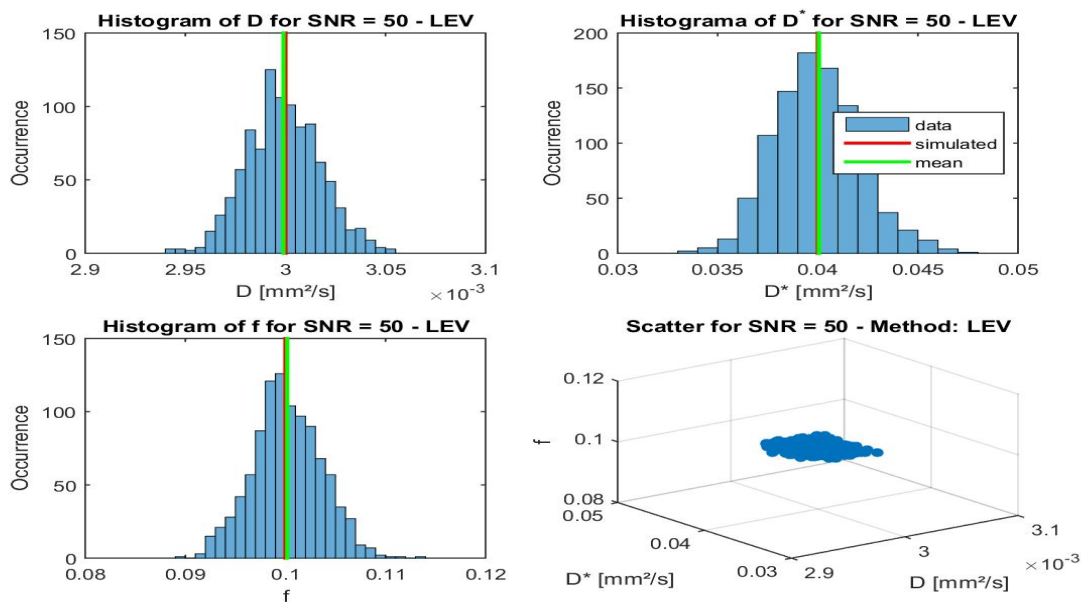 Histogram of D for SNR = 50 - LEV
150
100
50
0
Occurrence
2.9
2.95
3
3.05
3.1
D [mm²/s]
×10⁻³
Histograma of D* for SNR = 50 - LEV
200
150
100
50
0
Occurrence
data
simulated
mean
0.03
0.035
0.04
0.045
0.05
D* [mm²/s]
Histogram of f for SNR = 50 - LEV
150
100
50
0
Occurrence
0.08
0.09
0.1
0.11
0.12
f
Scatter for SNR = 50 - Method: LEV
0.12
0.1
0.08
f
0.05
0.04
0.03
D* [mm²/s]
2.9
3
3.1
×10⁻³
D [mm²/s]